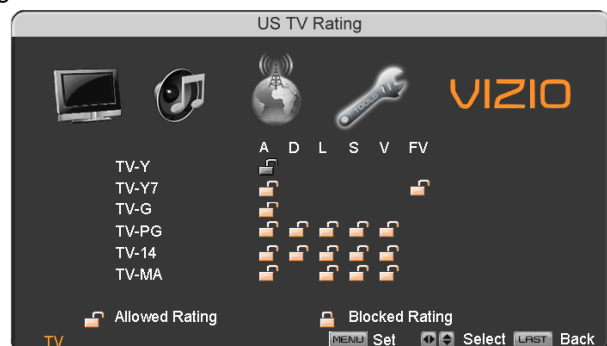 US TV Rating
TOOLS
VIZIO
A D L S V FV
TV-Y
TV-Y7
TV-G
TV-PG
TV-14
TV-MA
Allowed Rating Blocked Rating
TV MENU Set Select LAST Back